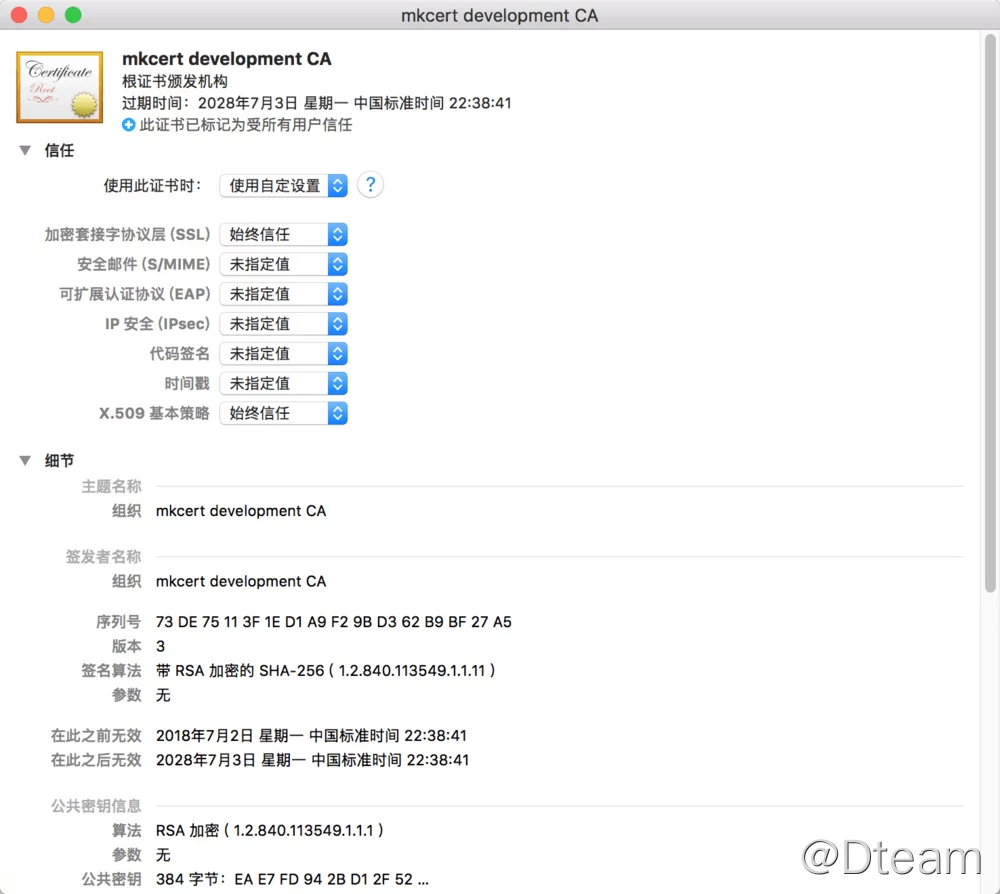 mkcert development CA
Certificate
Root
mkcert development CA
根证书颁发机构
过期时间：2028年7月3日 星期一 中国标准时间 22:38:41
此证书已标记为受所有用户信任
信任
使用此证书时： 使用自定设置 ?
加密套接字协议层 (SSL) 始终信任
安全邮件 (S/MIME) 未指定值
可扩展认证协议 (EAP) 未指定值
IP 安全 (IPsec) 未指定值
代码签名 未指定值
时间戳 未指定值
X.509 基本策略 始终信任
细节
主题名称
组织 mkcert development CA
签发者名称
组织 mkcert development CA
序列号 73 DE 75 11 3F 1E D1 A9 F2 9B D3 62 B9 BF 27 A5
版本 3
签名算法 带 RSA 加密的 SHA-256 ( 1.2.840.113549.1.1.11 )
参数 无
在此之前无效 2018年7月2日 星期一 中国标准时间 22:38:41
在此之后无效 2028年7月3日 星期一 中国标准时间 22:38:41
公共密钥信息
算法 RSA 加密 ( 1.2.840.113549.1.1.1 )
参数 无
公共密钥 384 字节： EA E7 FD 94 2B D1 2F 52 ...
@Dteam